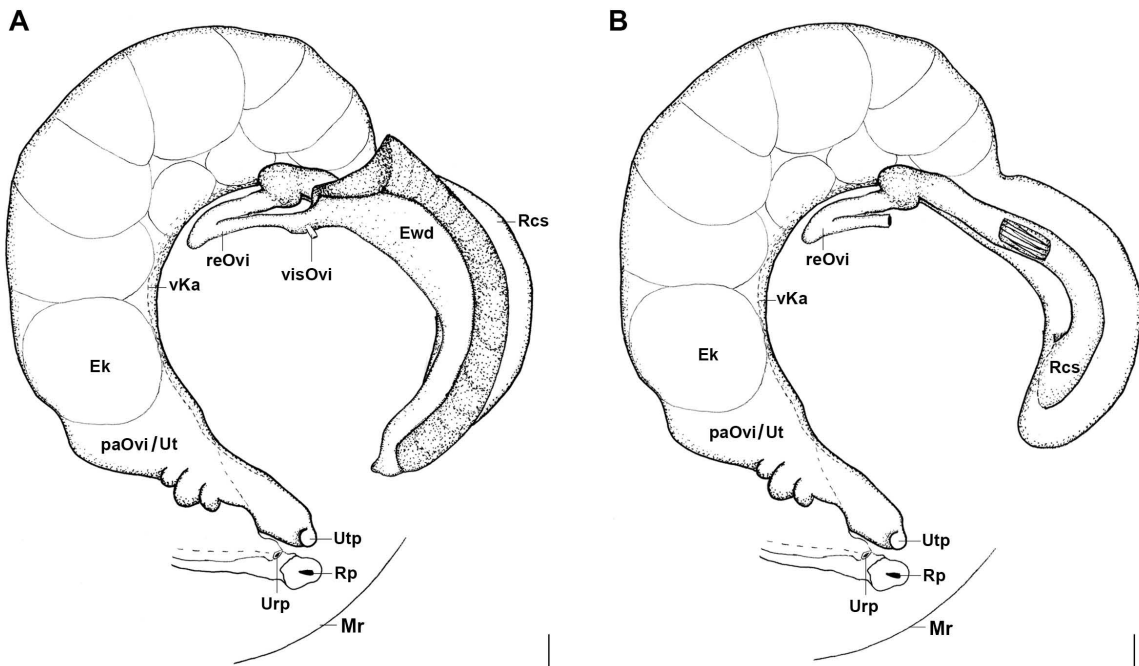 A
Rcs
Ewd
reOvi
visOvi
vKa
Ek
paOvi/Ut
Utp
Rp
Urp
Mr
B
reOvi
vKa
Rcs
Ek
paOvi/Ut
Utp
Rp
Urp
Mr